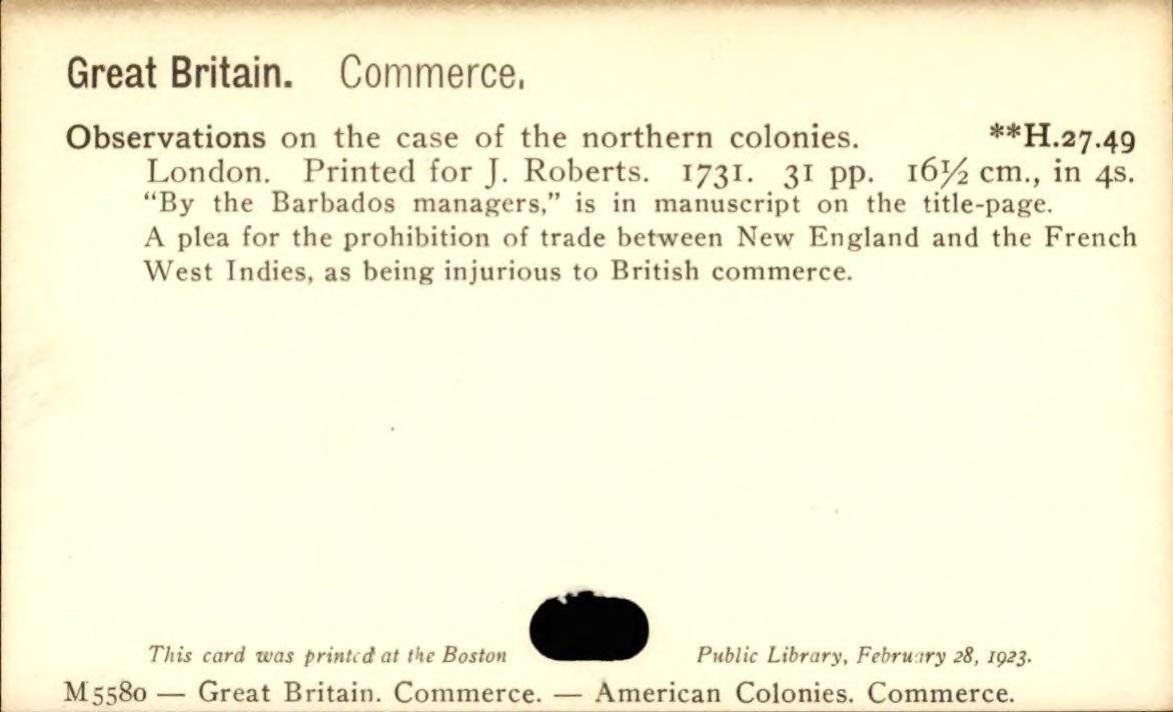 Great Britain. Commerce.
Observations on the case of the northern colonies. **H.27.49
London. Printed for J. Roberts. 1731. 31 pp. 16½ cm., in 4s.
“By the Barbados managers,” is in manuscript on the title-page.
A plea for the prohibition of trade between New England and the French
West Indies, as being injurious to British commerce.
This card was printed at the Boston Public Library, February 28, 1923.
M5580 — Great Britain. Commerce. — American Colonies. Commerce.